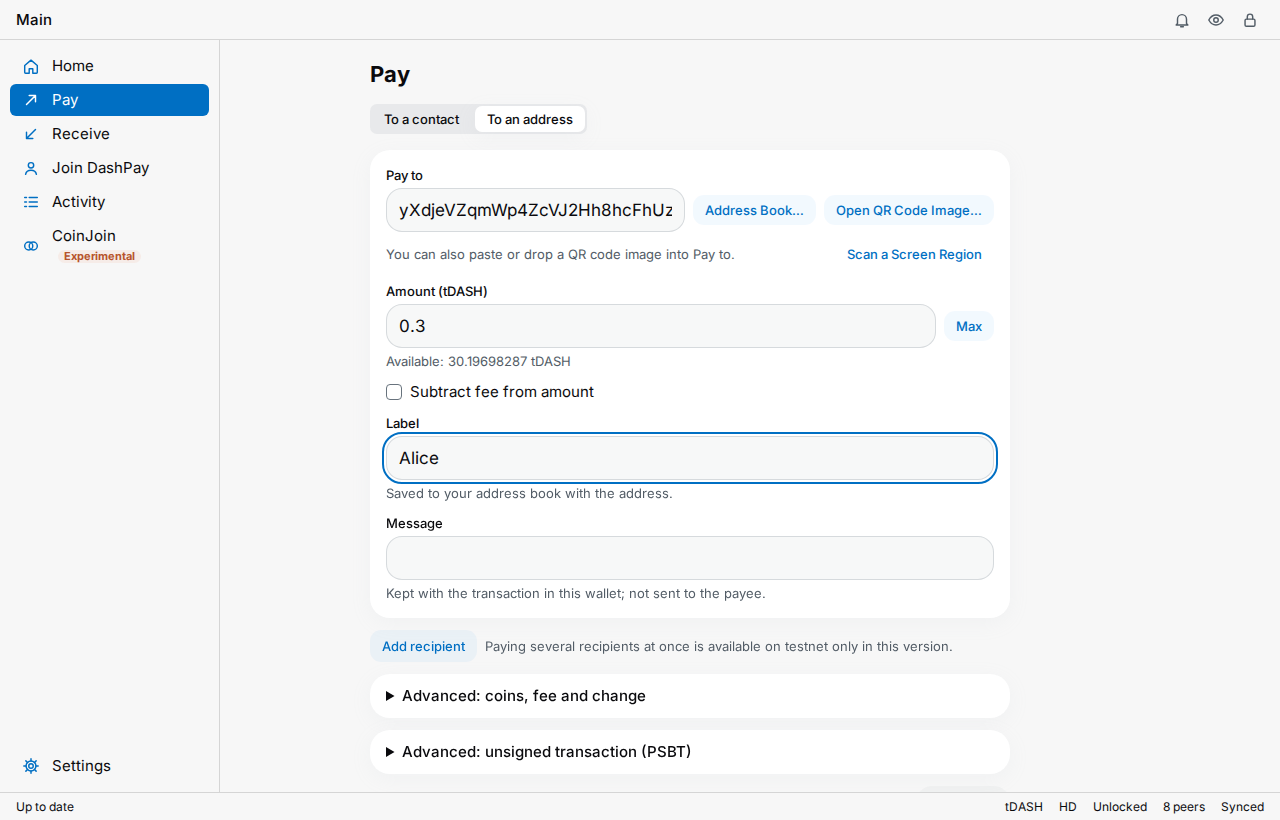 Main
Home
Pay
Receive
Join DashPay
Activity
CoinJoin
Experimental
Settings
Pay
To a contact
To an address
Pay to
yXdjeVZqmWp4ZcVJ2Hh8hcFhUz
Address Book...
Open QR Code Image...
You can also paste or drop a QR code image into Pay to.
Scan a Screen Region
Amount (tDASH)
0.3
Max
Available: 30.19698287 tDASH
Subtract fee from amount
Label
Alice
Saved to your address book with the address.
Message
Kept with the transaction in this wallet; not sent to the payee.
Add recipient
Paying several recipients at once is available on testnet only in this version.
Advanced: coins, fee and change
Advanced: unsigned transaction (PSBT)
Up to date
tDASH
HD
Unlocked
8 peers
Synced